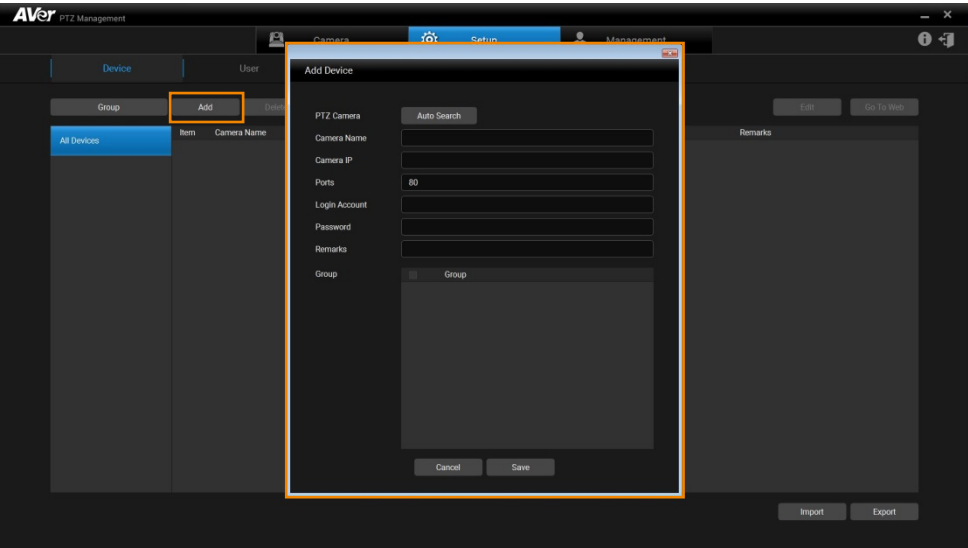 AVer PTZ Management
Camera Setup Management
Device User
Add Device
Group Add Delete
Edit Go To Web
PTZ Camera Auto Search
All Devices
Item Camera Name
Remarks
Camera Name
Camera IP
Ports 80
Login Account
Password
Remarks
Group Group
Cancel Save
Import Export